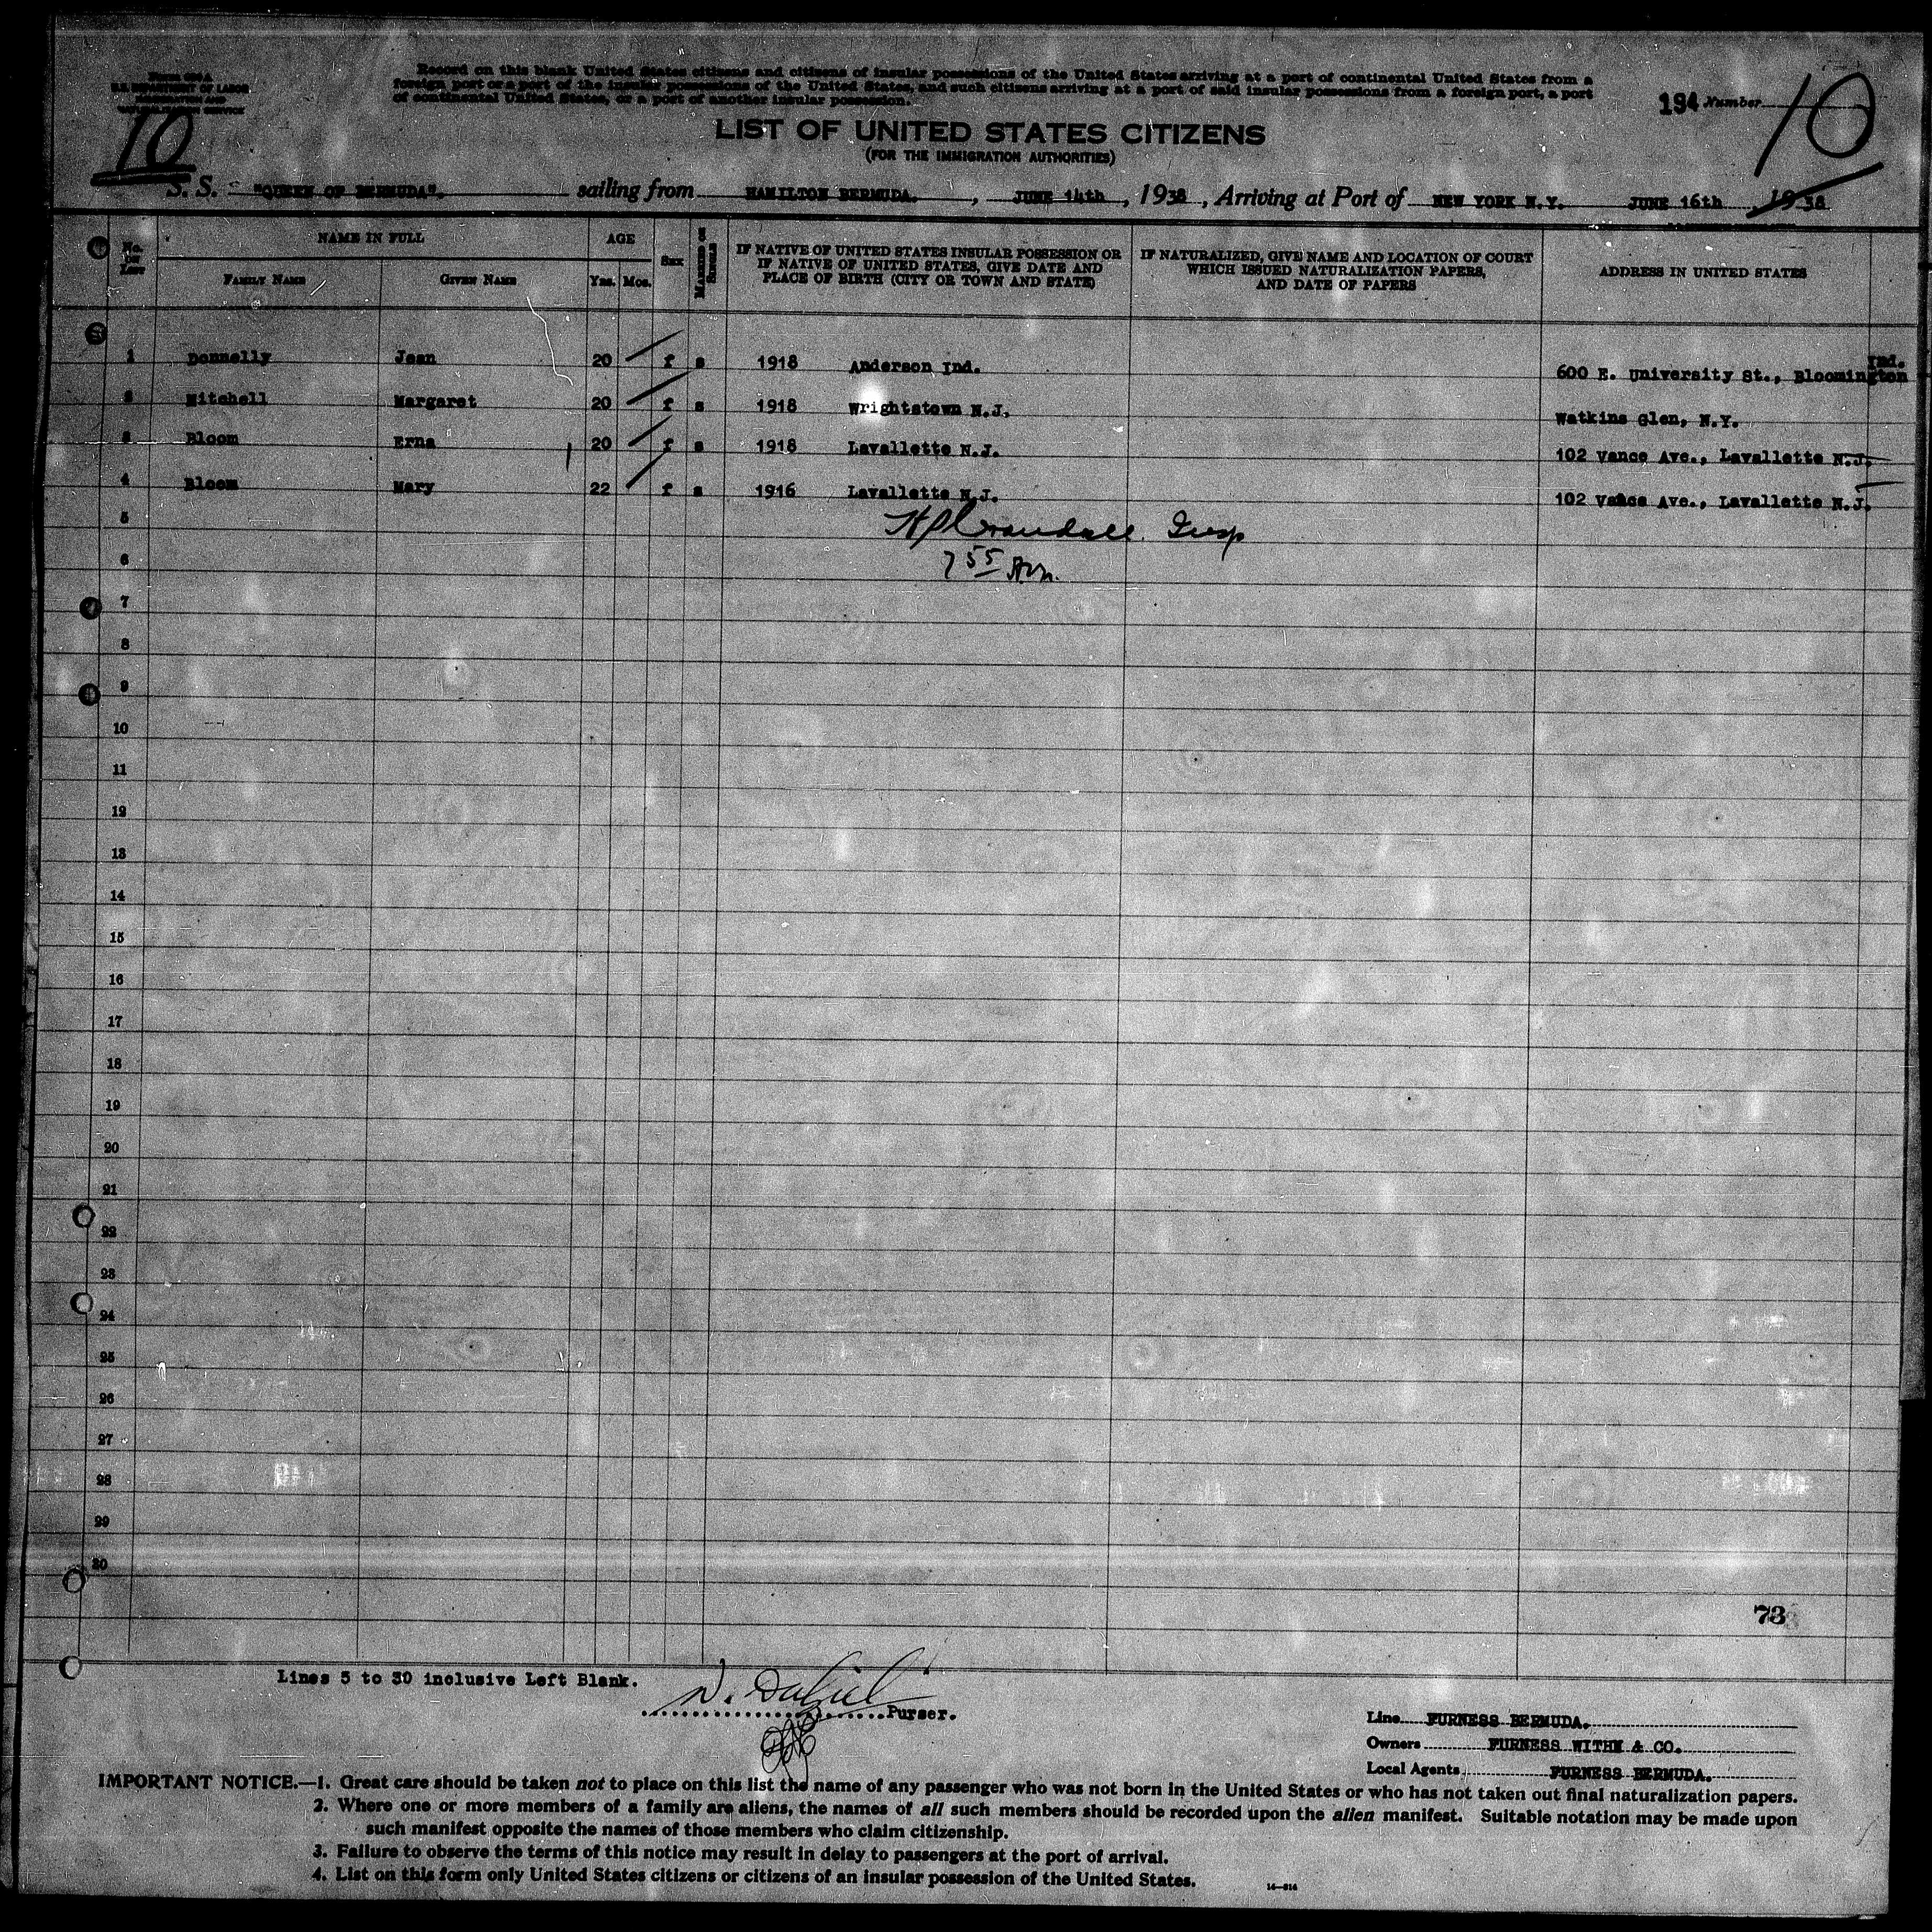 Form 630 A
U.S. DEPARTMENT OF LABOR
IMMIGRATION AND
NATURALIZATION SERVICE
10
Record on this blank United States citizens and citizens of insular possessions of the United States arriving at a port of continental United States from a
foreign port or a port of the insular possessions of the United States, and such citizens arriving at a port of said insular possessions from a foreign port, a port
of continental United States, or a port of another insular possession.
194 Number 10
LIST OF UNITED STATES CITIZENS
(FOR THE IMMIGRATION AUTHORITIES)
S. S. "QUEEN OF BERMUDA". sailing from HAMILTON BERMUDA. , JUNE 14th , 1938 , Arriving at Port of NEW YORK N.Y. JUNE 16th , 1938
No. on List NAME IN FULL AGE Sex Married or Single IF NATIVE OF UNITED STATES INSULAR POSSESSION OR IF NATIVE OF UNITED STATES, GIVE DATE AND PLACE OF BIRTH (CITY OR TOWN AND STATE) IF NATURALIZED, GIVE NAME AND LOCATION OF COURT WHICH ISSUED NATURALIZATION PAPERS, AND DATE OF PAPERS ADDRESS IN UNITED STATES
Family Name Given Name Yrs. Mos.
1 Donnelly Jean 20 f s 1918 Anderson Ind. 600 E. University St., Bloomington Ind.
2 Mitchell Margaret 20 f s 1918 Wrightstown N.J. Watkins Glen, N.Y.
3 Bloom Erna 20 f s 1918 Lavallette N.J. 102 Vance Ave., Lavallette N.J.
4 Bloom Mary 22 f s 1916 Lavallette N.J. 102 Vance Ave., Lavallette N.J.
5 H P Crandall. Insp
6 7 55 A.m.
7
8
9
10
11
12
13
14
15
16
17
18
19
20
21
22
23
24
25
26
27
28
29
30
73
Lines 5 to 30 inclusive Left Blank.
Purser.
Line FURNESS BERMUDA.
Owners FURNESS WITHY & CO.
Local Agents FURNESS BERMUDA.
IMPORTANT NOTICE.—1. Great care should be taken not to place on this list the name of any passenger who was not born in the United States or who has not taken out final naturalization papers.
2. Where one or more members of a family are aliens, the names of all such members should be recorded upon the alien manifest. Suitable notation may be made upon
such manifest opposite the names of those members who claim citizenship.
3. Failure to observe the terms of this notice may result in delay to passengers at the port of arrival.
4. List on this form only United States citizens or citizens of an insular possession of the United States.
14—814